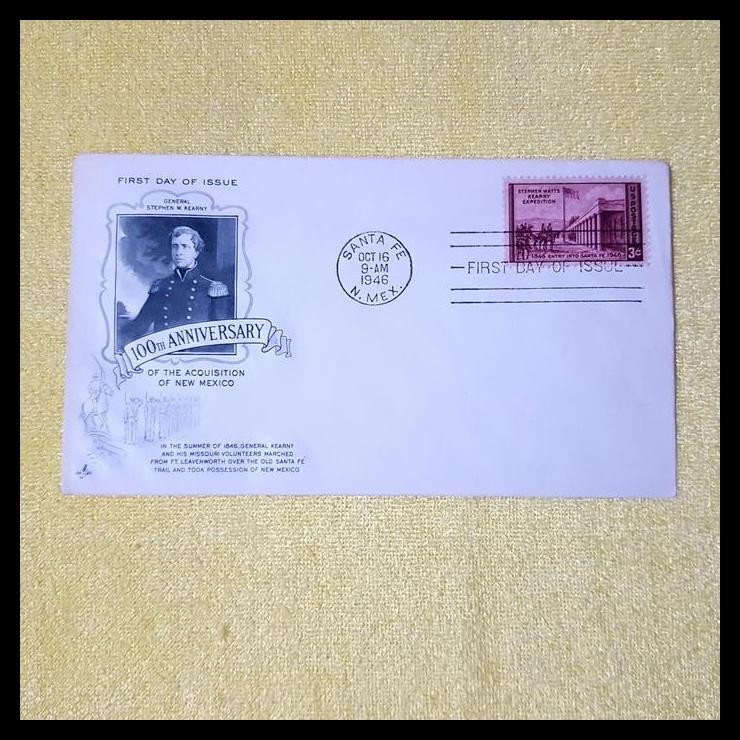 FIRST DAY OF ISSUE
GENERAL
STEPHEN W. KEARNY
100TH ANNIVERSARY
OF THE ACQUISITION
OF NEW MEXICO
IN THE SUMMER OF 1846, GENERAL KEARNY
AND HIS MISSOURI VOLUNTEERS MARCHED
FROM FT. LEAVENWORTH OVER THE OLD SANTA FE
TRAIL AND TOOK POSSESSION OF NEW MEXICO
SANTA FE
OCT 16
9-AM
1946
N. MEX.
STEPHEN WATTS
KEARNY
EXPEDITION
U.S. POSTAGE
3¢
1846 ENTRY INTO SANTA FE 1946
FIRST DAY OF ISSUE